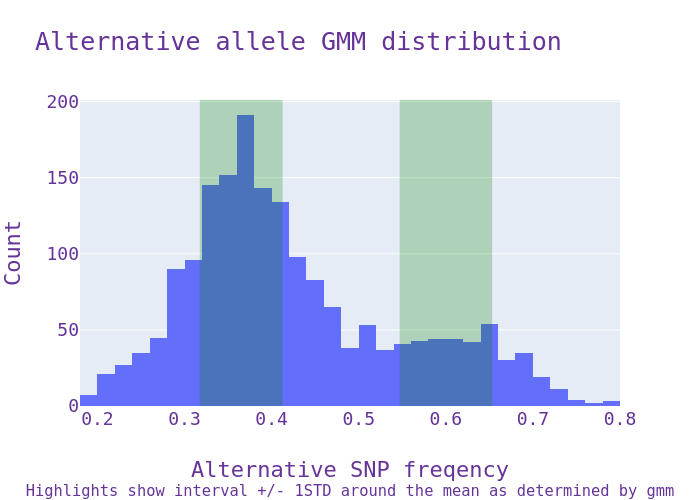 Alternative allele GMM distribution
200
150
100
50
0
Count
0.2 0.3 0.4 0.5 0.6 0.7 0.8
Alternative SNP freqency
Highlights show interval +/- 1STD around the mean as determined by gmm